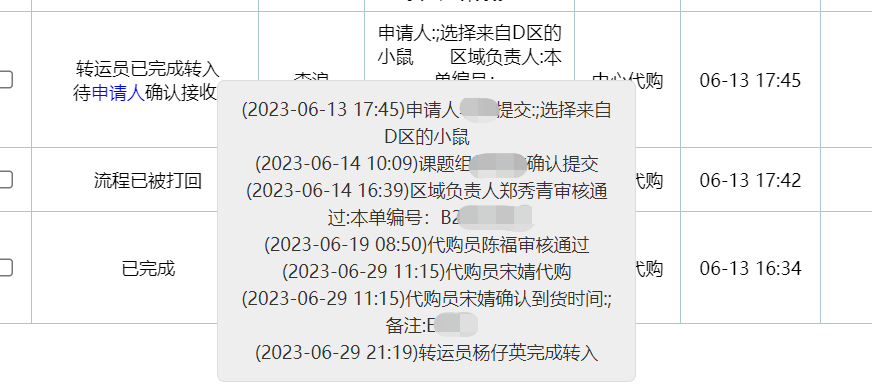 申请人:;选择来自D区的
小鼠 区域负责人:本
单编号:
转运员已完成转入
待申请人确认接收
李浪
中心代购
06-13 17:45
(2023-06-13 17:45)申请人 提交:;选择来自
D区的小鼠
(2023-06-14 10:09)课题组 确认提交
(2023-06-14 16:39)区域负责人郑秀青审核通
过:本单编号：B2
(2023-06-19 08:50)代购员陈福审核通过
(2023-06-29 11:15)代购员宋婧代购
(2023-06-29 11:15)代购员宋婧确认到货时间:;
备注:E
(2023-06-29 21:19)转运员杨仔英完成转入
流程已被打回
代购
06-13 17:42
已完成
代购
06-13 16:34